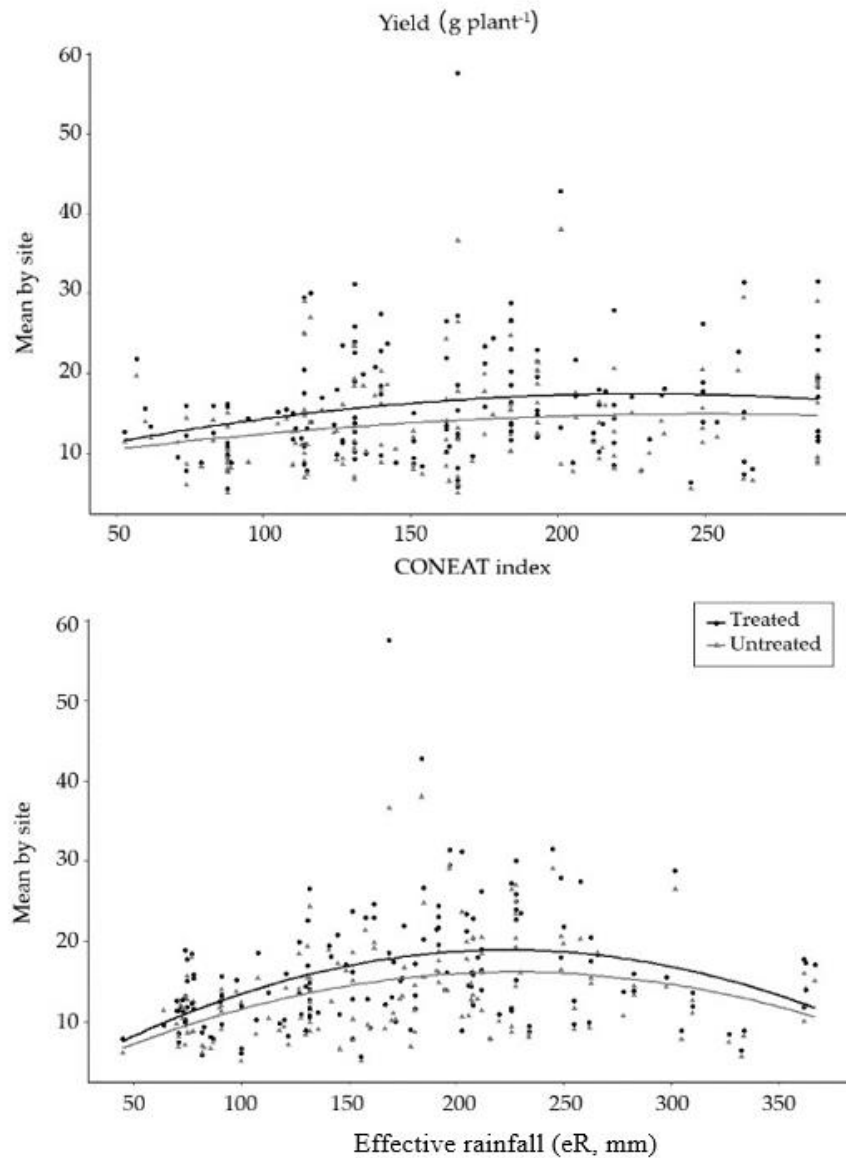 Yield (g plant⁻¹)
60
50
40
30
20
10
Mean by site
50 100 150 200 250
CONEAT index
60
50
40
30
20
10
Mean by site
Treated
Untreated
50 100 150 200 250 300 350
Effective rainfall (eR, mm)